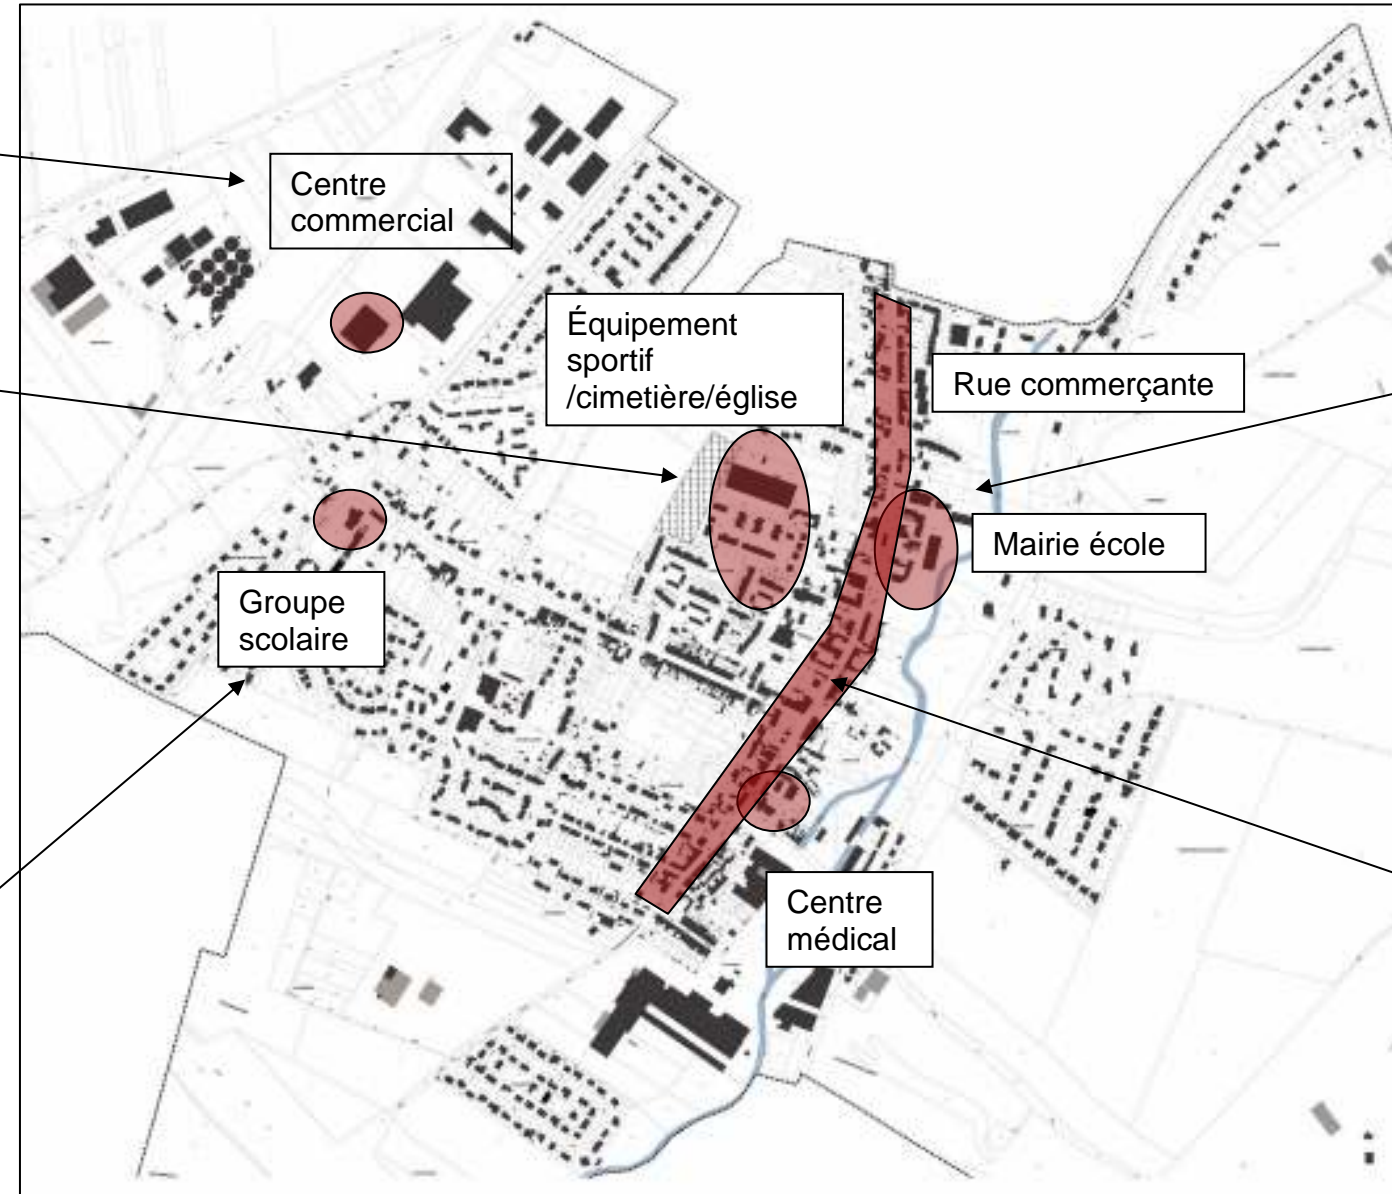 Centre
commercial
Équipement
sportif
/cimetière/église
Rue commerçante
Mairie école
Groupe
scolaire
Centre
médical